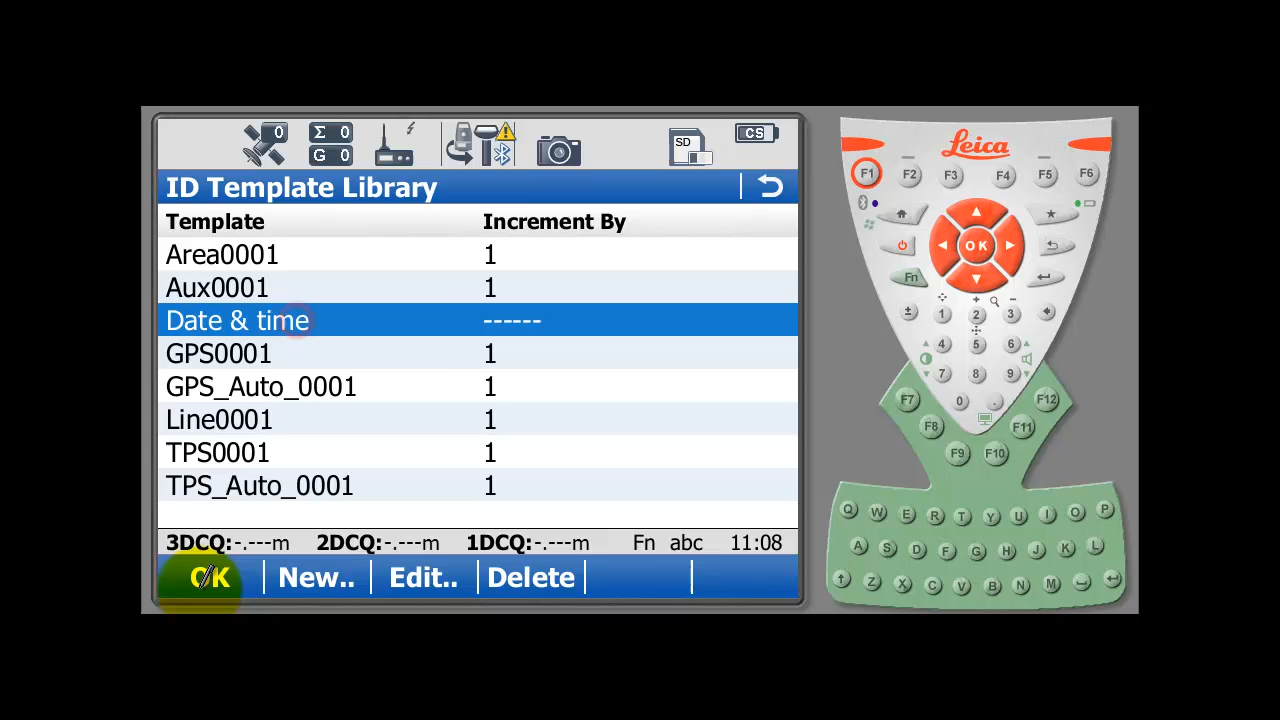 0
Σ 0
G 0
SD
CS
ID Template Library
Template Increment By
Area0001 1
Aux0001 1
Date & time ------
GPS0001 1
GPS_Auto_0001 1
Line0001 1
TPS0001 1
TPS_Auto_0001 1
3DCQ:-.---m 2DCQ:-.---m 1DCQ:-.---m Fn abc 11:08
OK New.. Edit.. Delete
Leica
F1 F2 F3 F4 F5 F6
OK
Fn
± 1 2 3
4 5 6
7 8 9
0 .
F7 F12
F8 F11
F9 F10
Q W E R T Y U I O P
A S D F G H J K L
Z X C V B N M